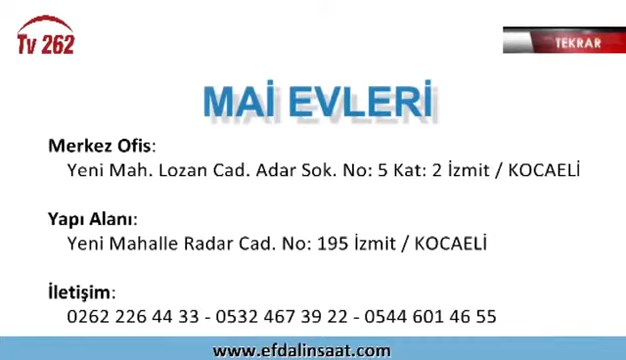 Tv 262
TEKRAR
MAİ EVLERİ
Merkez Ofis:
Yeni Mah. Lozan Cad. Adar Sok. No: 5 Kat: 2 İzmit / KOCAELİ
Yapı Alanı:
Yeni Mahalle Radar Cad. No: 195 İzmit / KOCAELİ
İletişim:
0262 226 44 33 - 0532 467 39 22 - 0544 601 46 55
www.efdalinsaat.com